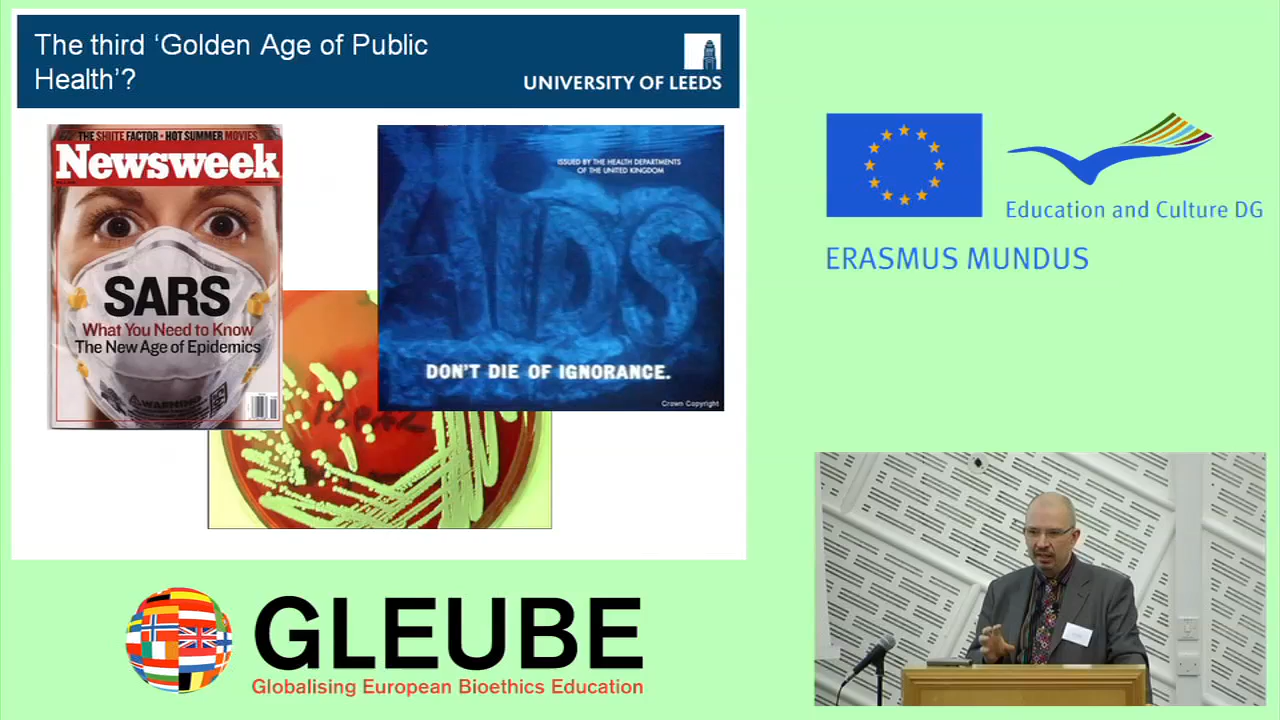 The third ‘Golden Age of Public
Health’?
UNIVERSITY OF LEEDS
THE SHIITE FACTOR • HOT SUMMER MOVIES
Newsweek
SARS
What You Need to Know
The New Age of Epidemics
WARNING
ISSUED BY THE HEALTH DEPARTMENTS
OF THE UNITED KINGDOM
AIDS
DON'T DIE OF IGNORANCE.
Crown Copyright
Education and Culture DG
ERASMUS MUNDUS
GLEUBE
Globalising European Bioethics Education